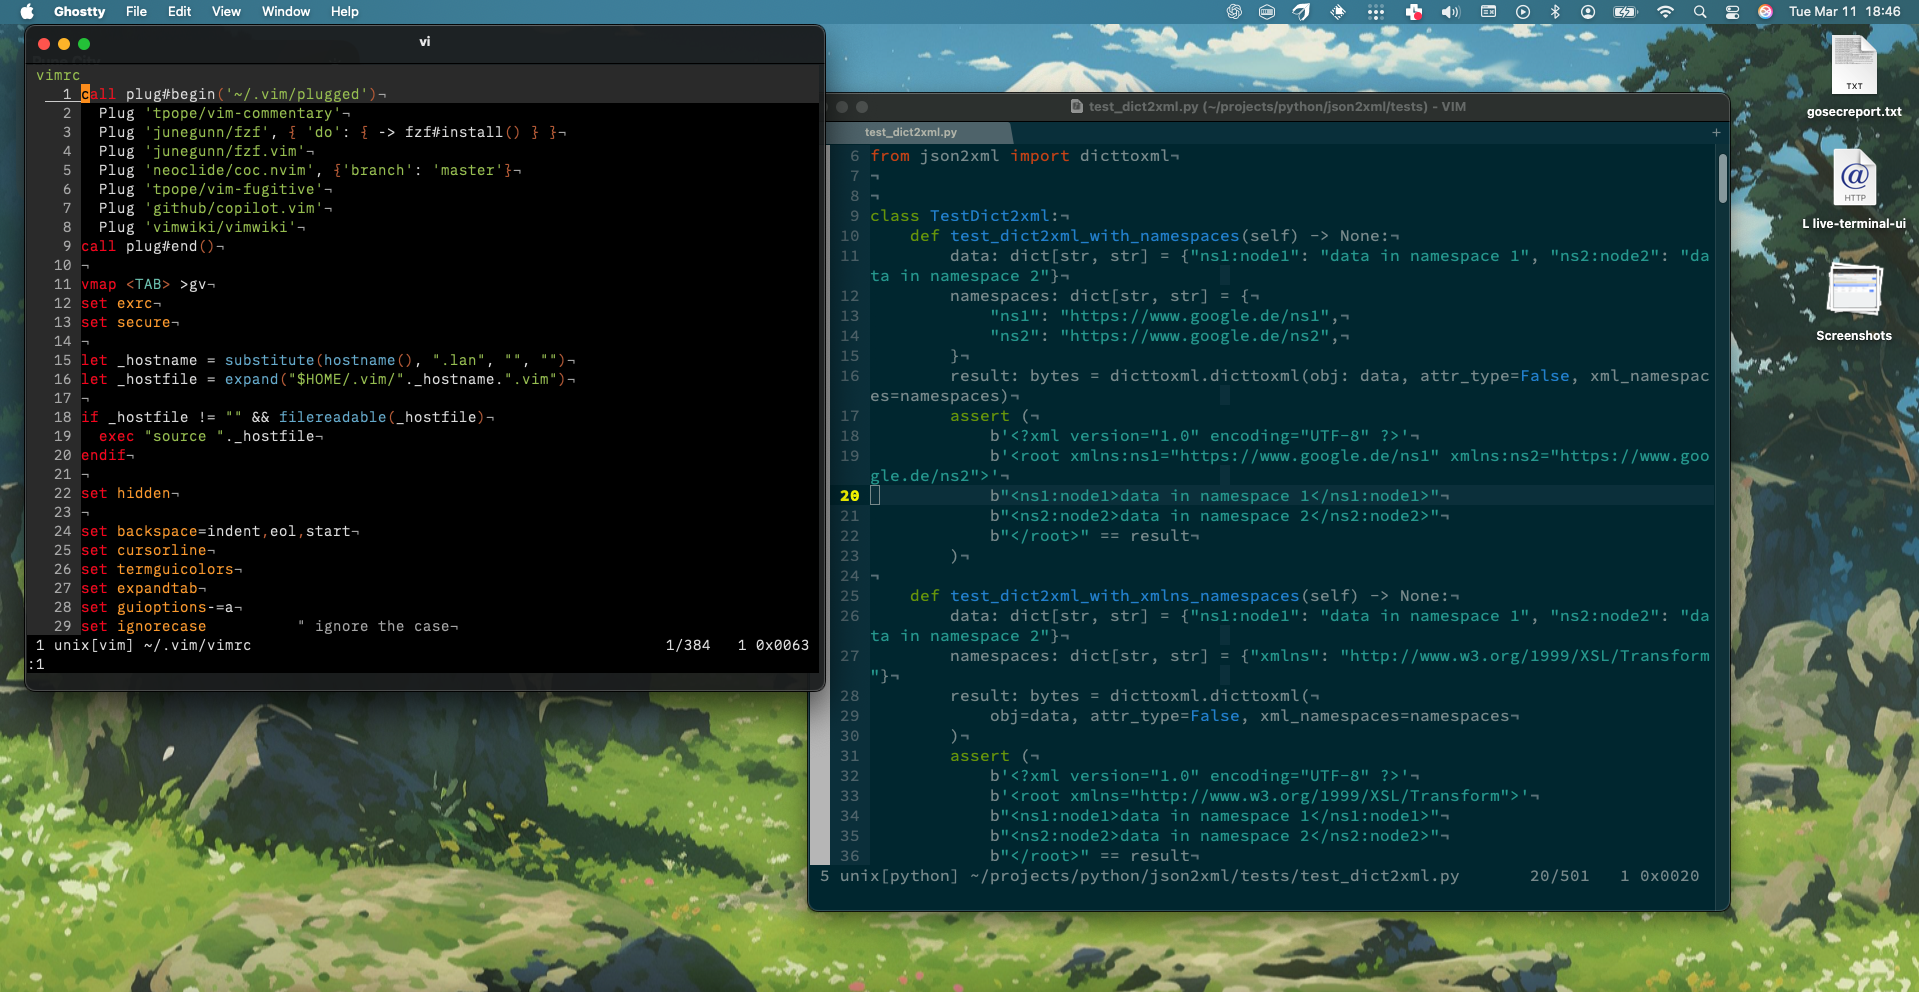 Ghostty File Edit View Window Help
Tue Mar 11 18:46
vi
vimrc
1 call plug#begin('~/.vim/plugged')¬
2   Plug 'tpope/vim-commentary'¬
3   Plug 'junegunn/fzf', { 'do': { -> fzf#install() } }¬
4   Plug 'junegunn/fzf.vim'¬
5   Plug 'neoclide/coc.nvim', {'branch': 'master'}¬
6   Plug 'tpope/vim-fugitive'¬
7   Plug 'github/copilot.vim'¬
8   Plug 'vimwiki/vimwiki'¬
9 call plug#end()¬
10 ¬
11 vmap <TAB> >gv¬
12 set exrc¬
13 set secure¬
14 ¬
15 let _hostname = substitute(hostname(), ".lan", "", "")¬
16 let _hostfile = expand("$HOME/.vim/"._hostname.".vim")¬
17 ¬
18 if _hostfile != "" && filereadable(_hostfile)¬
19   exec "source "._hostfile¬
20 endif¬
21 ¬
22 set hidden¬
23 ¬
24 set backspace=indent,eol,start¬
25 set cursorline¬
26 set termguicolors¬
27 set expandtab¬
28 set guioptions-=a¬
29 set ignorecase          " ignore the case¬
1 unix[vim] ~/.vim/vimrc 1/384 1 0x0063
:1
test_dict2xml.py (~/projects/python/json2xml/tests) - VIM
test_dict2xml.py +
6 from json2xml import dicttoxml¬
7 ¬
8 ¬
9 class TestDict2xml:¬
10     def test_dict2xml_with_namespaces(self) -> None:¬
11         data: dict[str, str] = {"ns1:node1": "data in namespace 1", "ns2:node2": "da
ta in namespace 2"}¬
12         namespaces: dict[str, str] = {¬
13             "ns1": "https://www.google.de/ns1",¬
14             "ns2": "https://www.google.de/ns2",¬
15         }¬
16         result: bytes = dicttoxml.dicttoxml(obj: data, attr_type=False, xml_namespac
es=namespaces)¬
17         assert (¬
18             b'<?xml version="1.0" encoding="UTF-8" ?>'¬
19             b'<root xmlns:ns1="https://www.google.de/ns1" xmlns:ns2="https://www.goo
gle.de/ns2">'¬
20             b"<ns1:node1>data in namespace 1</ns1:node1>"¬
21             b"<ns2:node2>data in namespace 2</ns2:node2>"¬
22             b"</root>" == result¬
23         )¬
24 ¬
25     def test_dict2xml_with_xmlns_namespaces(self) -> None:¬
26         data: dict[str, str] = {"ns1:node1": "data in namespace 1", "ns2:node2": "da
ta in namespace 2"}¬
27         namespaces: dict[str, str] = {"xmlns": "http://www.w3.org/1999/XSL/Transform
"}¬
28         result: bytes = dicttoxml.dicttoxml(¬
29             obj=data, attr_type=False, xml_namespaces=namespaces¬
30         )¬
31         assert (¬
32             b'<?xml version="1.0" encoding="UTF-8" ?>'¬
33             b'<root xmlns="http://www.w3.org/1999/XSL/Transform">'¬
34             b"<ns1:node1>data in namespace 1</ns1:node1>"¬
35             b"<ns2:node2>data in namespace 2</ns2:node2>"¬
36             b"</root>" == result¬
5 unix[python] ~/projects/python/json2xml/tests/test_dict2xml.py 20/501 1 0x0020
TXT
gosecreport.txt
@
HTTP
L live-terminal-ui
Screenshots